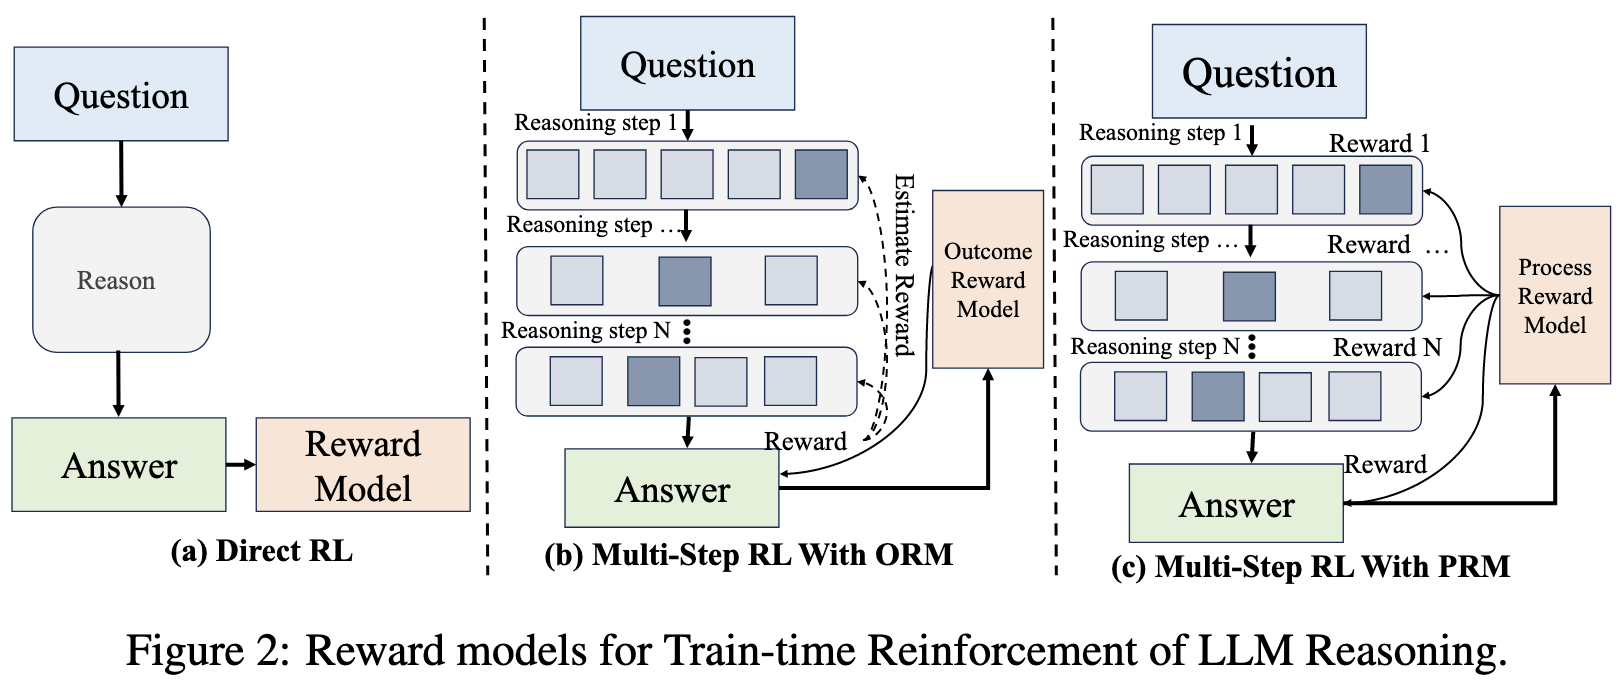 Question
Reason
Answer
Reward
Model
(a) Direct RL
Question
Reasoning step 1
Reasoning step …
Reasoning step N
Estimate Reward
Outcome
Reward
Model
Reward
Answer
(b) Multi-Step RL With ORM
Question
Reasoning step 1
Reward 1
Reasoning step …
Reward …
Reasoning step N
Reward N
Process
Reward
Model
Reward
Answer
(c) Multi-Step RL With PRM
Figure 2: Reward models for Train-time Reinforcement of LLM Reasoning.